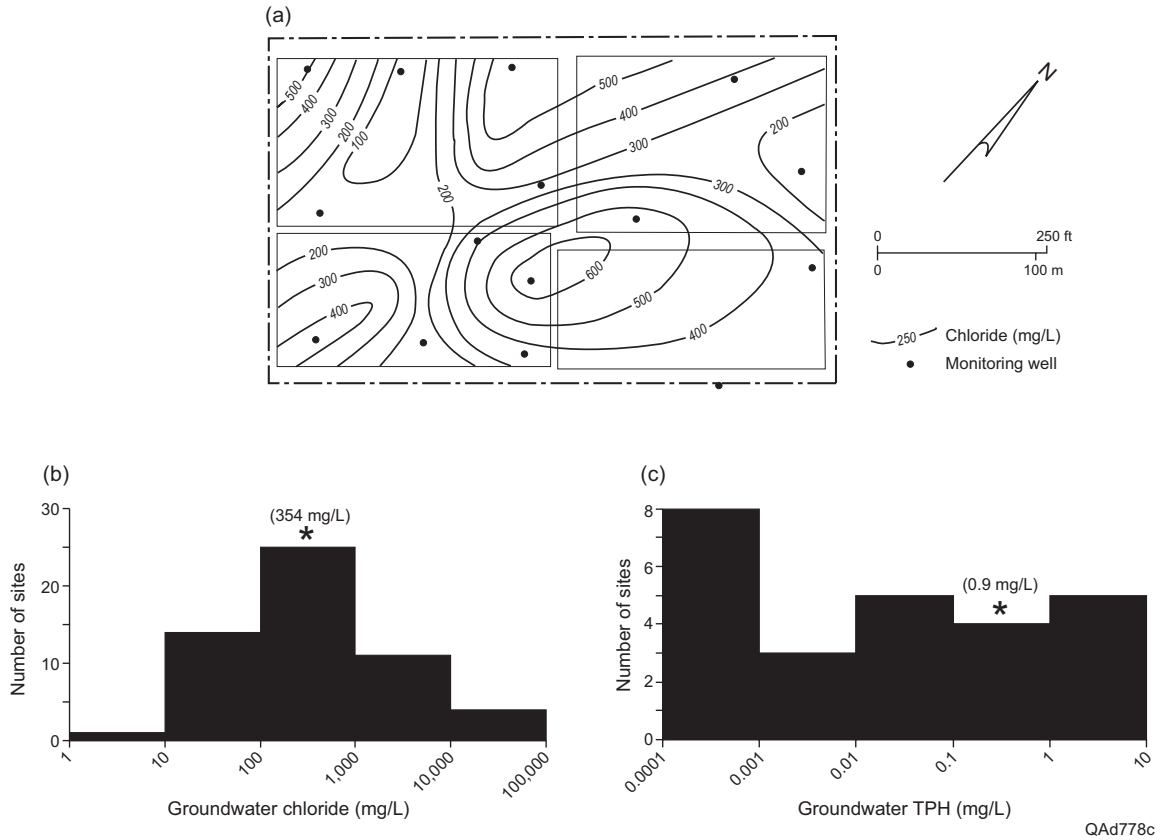 (a)
500
400
300
200
100
500
400
300
200
300
200
200
300
400
600
500
400
N
0 250 ft
0 100 m
250 Chloride (mg/L)
Monitoring well
(b)
30
20
10
0
Number of sites
(354 mg/L)
*
1 10 100 1,000 10,000 100,000
Groundwater chloride (mg/L)
(c)
8
6
4
2
0
Number of sites
(0.9 mg/L)
*
0.0001 0.001 0.01 0.1 1 10
Groundwater TPH (mg/L)
QAd778c